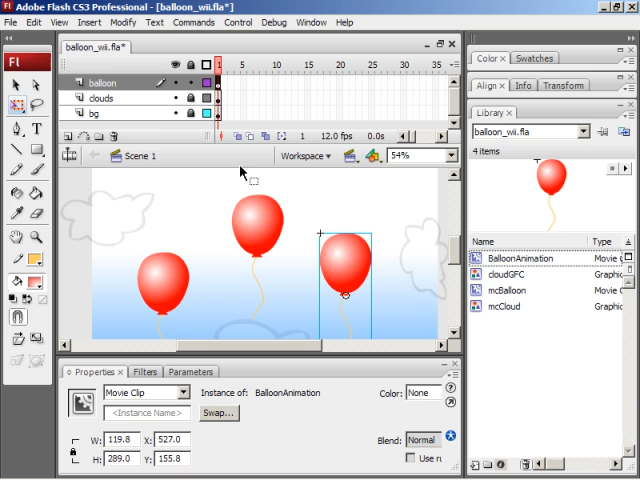 Adobe Flash CS3 Professional - [balloon_wii.fla*]
File Edit View Insert Modify Text Commands Control Debug Window Help
balloon_wii.fla*
1 5 10 15 20 25 30 35
balloon
clouds
bg
1 12.0 fps 0.0s
Scene 1 Workspace 54%
Fl
T
Color × Swatches
Align × Info Transform
Library ×
balloon_wii.fla
4 items
Name Type
BalloonAnimation Movie C
cloudGFC Graphic
mcBalloon Movie C
mcCloud Graphic
Properties × Filters Parameters
Movie Clip Instance of: BalloonAnimation Color: None
<Instance Name> Swap...
W: 119.8 X: 527.0 Blend: Normal
H: 289.0 Y: 155.8 Use ru